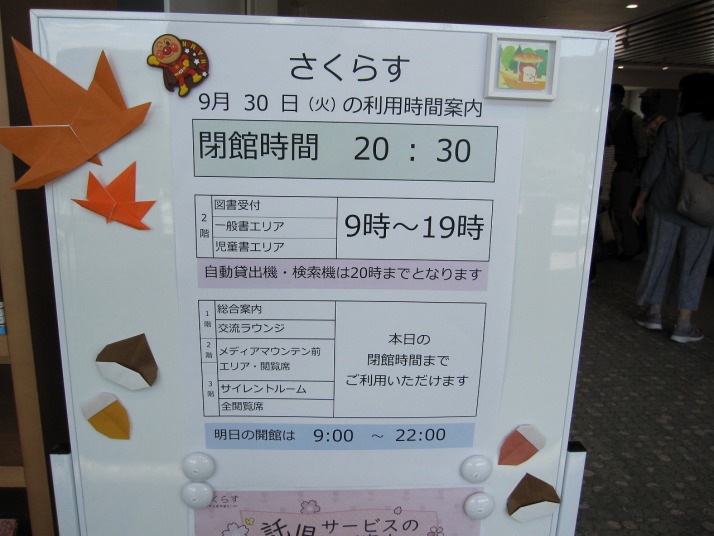 さくらす
9月 30 日（火）の利用時間案内
閉館時間 20 : 30
2階
図書受付
一般書エリア
児童書エリア
9時～19時
自動貸出機・検索機は20時までとなります
1階
総合案内
交流ラウンジ
2階
メディアマウンテン前
エリア・閲覧席
3階
サイレントルーム
全閲覧席
本日の
閉館時間まで
ご利用いただけます
明日の開館は 9:00 ～ 22:00
くらす
託児サービスの